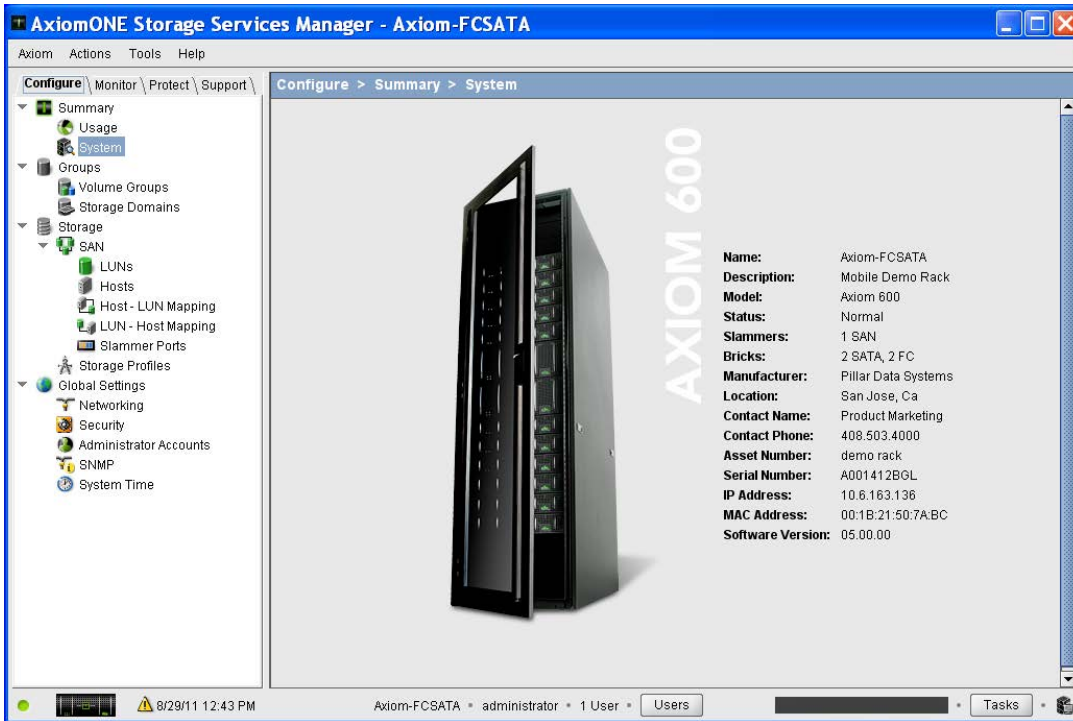 AxiomONE Storage Services Manager - Axiom-FCSATA
Axiom Actions Tools Help
Configure Monitor Protect Support
Summary
Usage
System
Groups
Volume Groups
Storage Domains
Storage
SAN
LUNs
Hosts
Host - LUN Mapping
LUN - Host Mapping
Slammer Ports
Storage Profiles
Global Settings
Networking
Security
Administrator Accounts
SNMP
System Time
Configure > Summary > System
AXIOM 600
Name: Axiom-FCSATA
Description: Mobile Demo Rack
Model: Axiom 600
Status: Normal
Slammers: 1 SAN
Bricks: 2 SATA, 2 FC
Manufacturer: Pillar Data Systems
Location: San Jose, Ca
Contact Name: Product Marketing
Contact Phone: 408.503.4000
Asset Number: demo rack
Serial Number: A001412BGL
IP Address: 10.6.163.136
MAC Address: 00:1B:21:50:7A:BC
Software Version: 05.00.00
8/29/11 12:43 PM
Axiom-FCSATA • administrator • 1 User • Users
Tasks